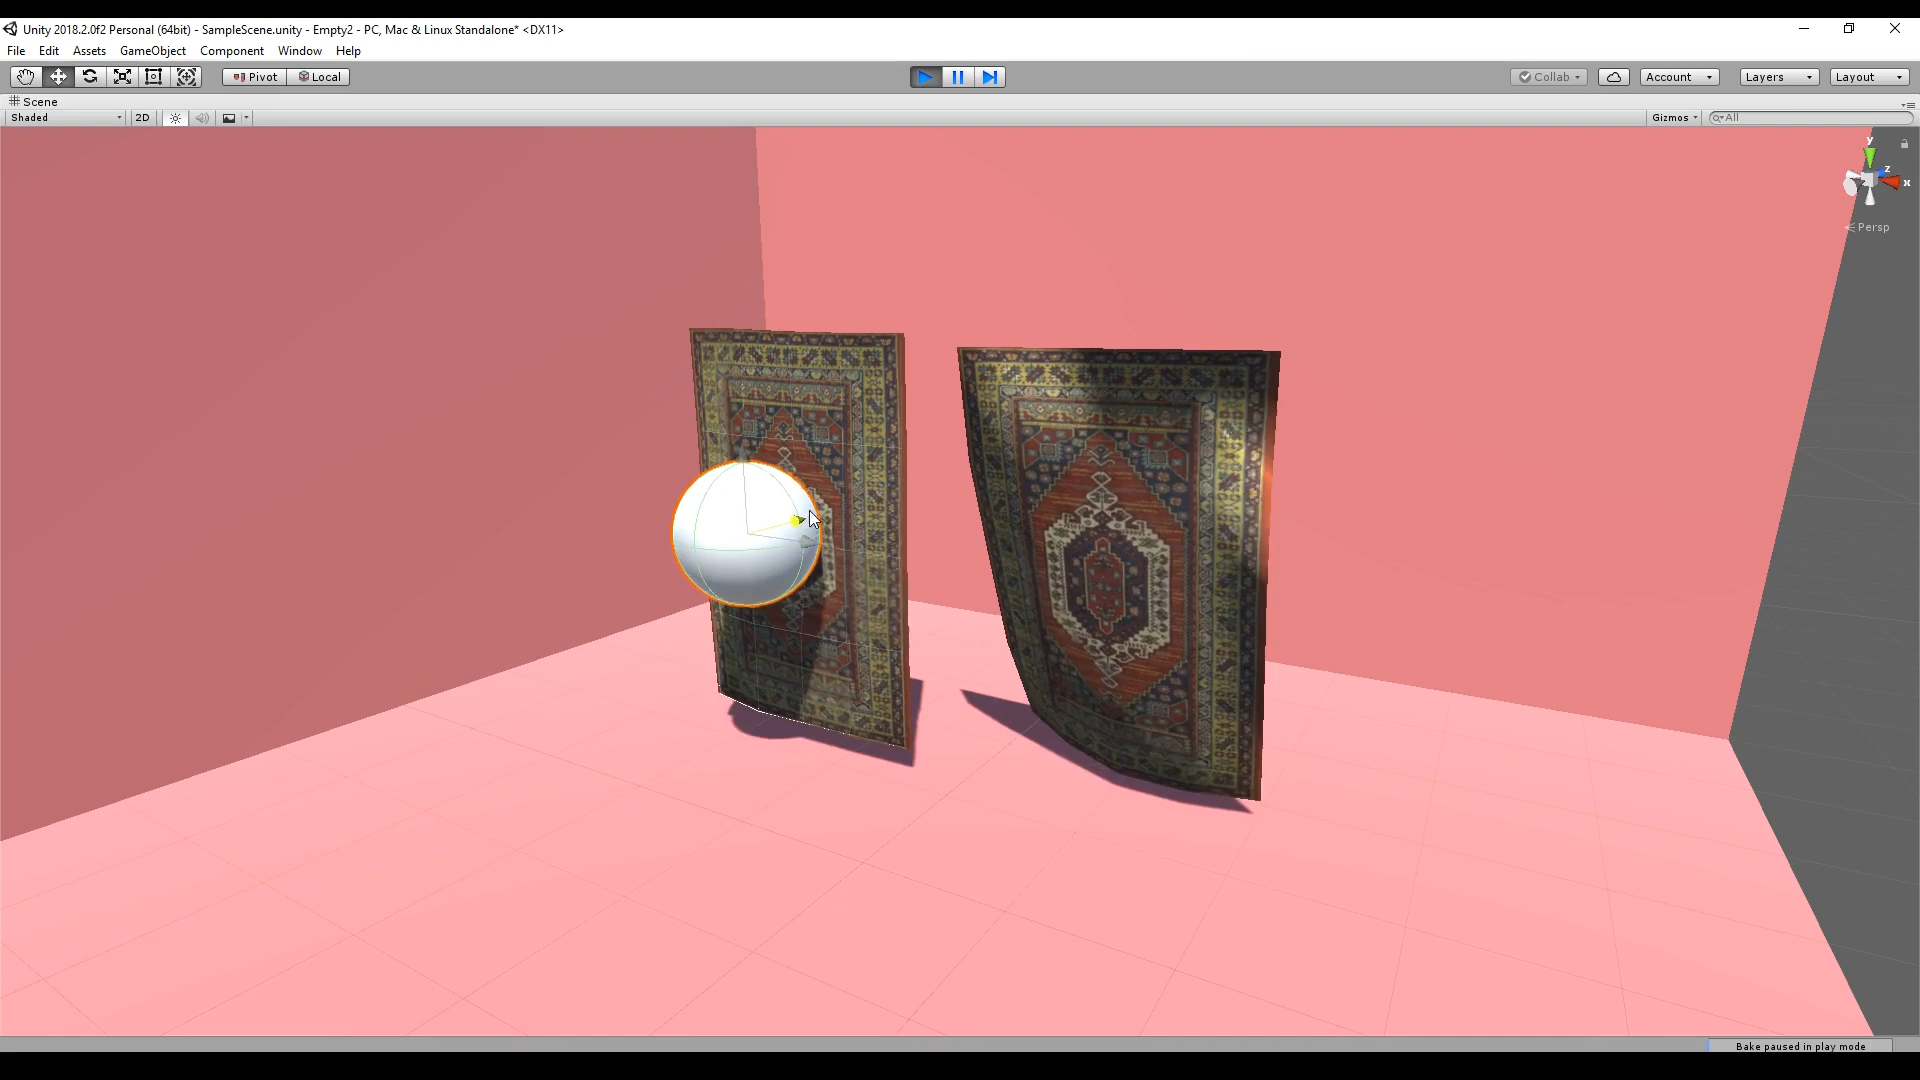 Unity 2018.2.0f2 Personal (64bit) - SampleScene.unity - Empty2 - PC, Mac & Linux Standalone* <DX11>
File Edit Assets GameObject Component Window Help
Pivot Local Collab Account Layers Layout
Scene
Shaded 2D Gizmos All
y
z
x
Persp
Bake paused in play mode